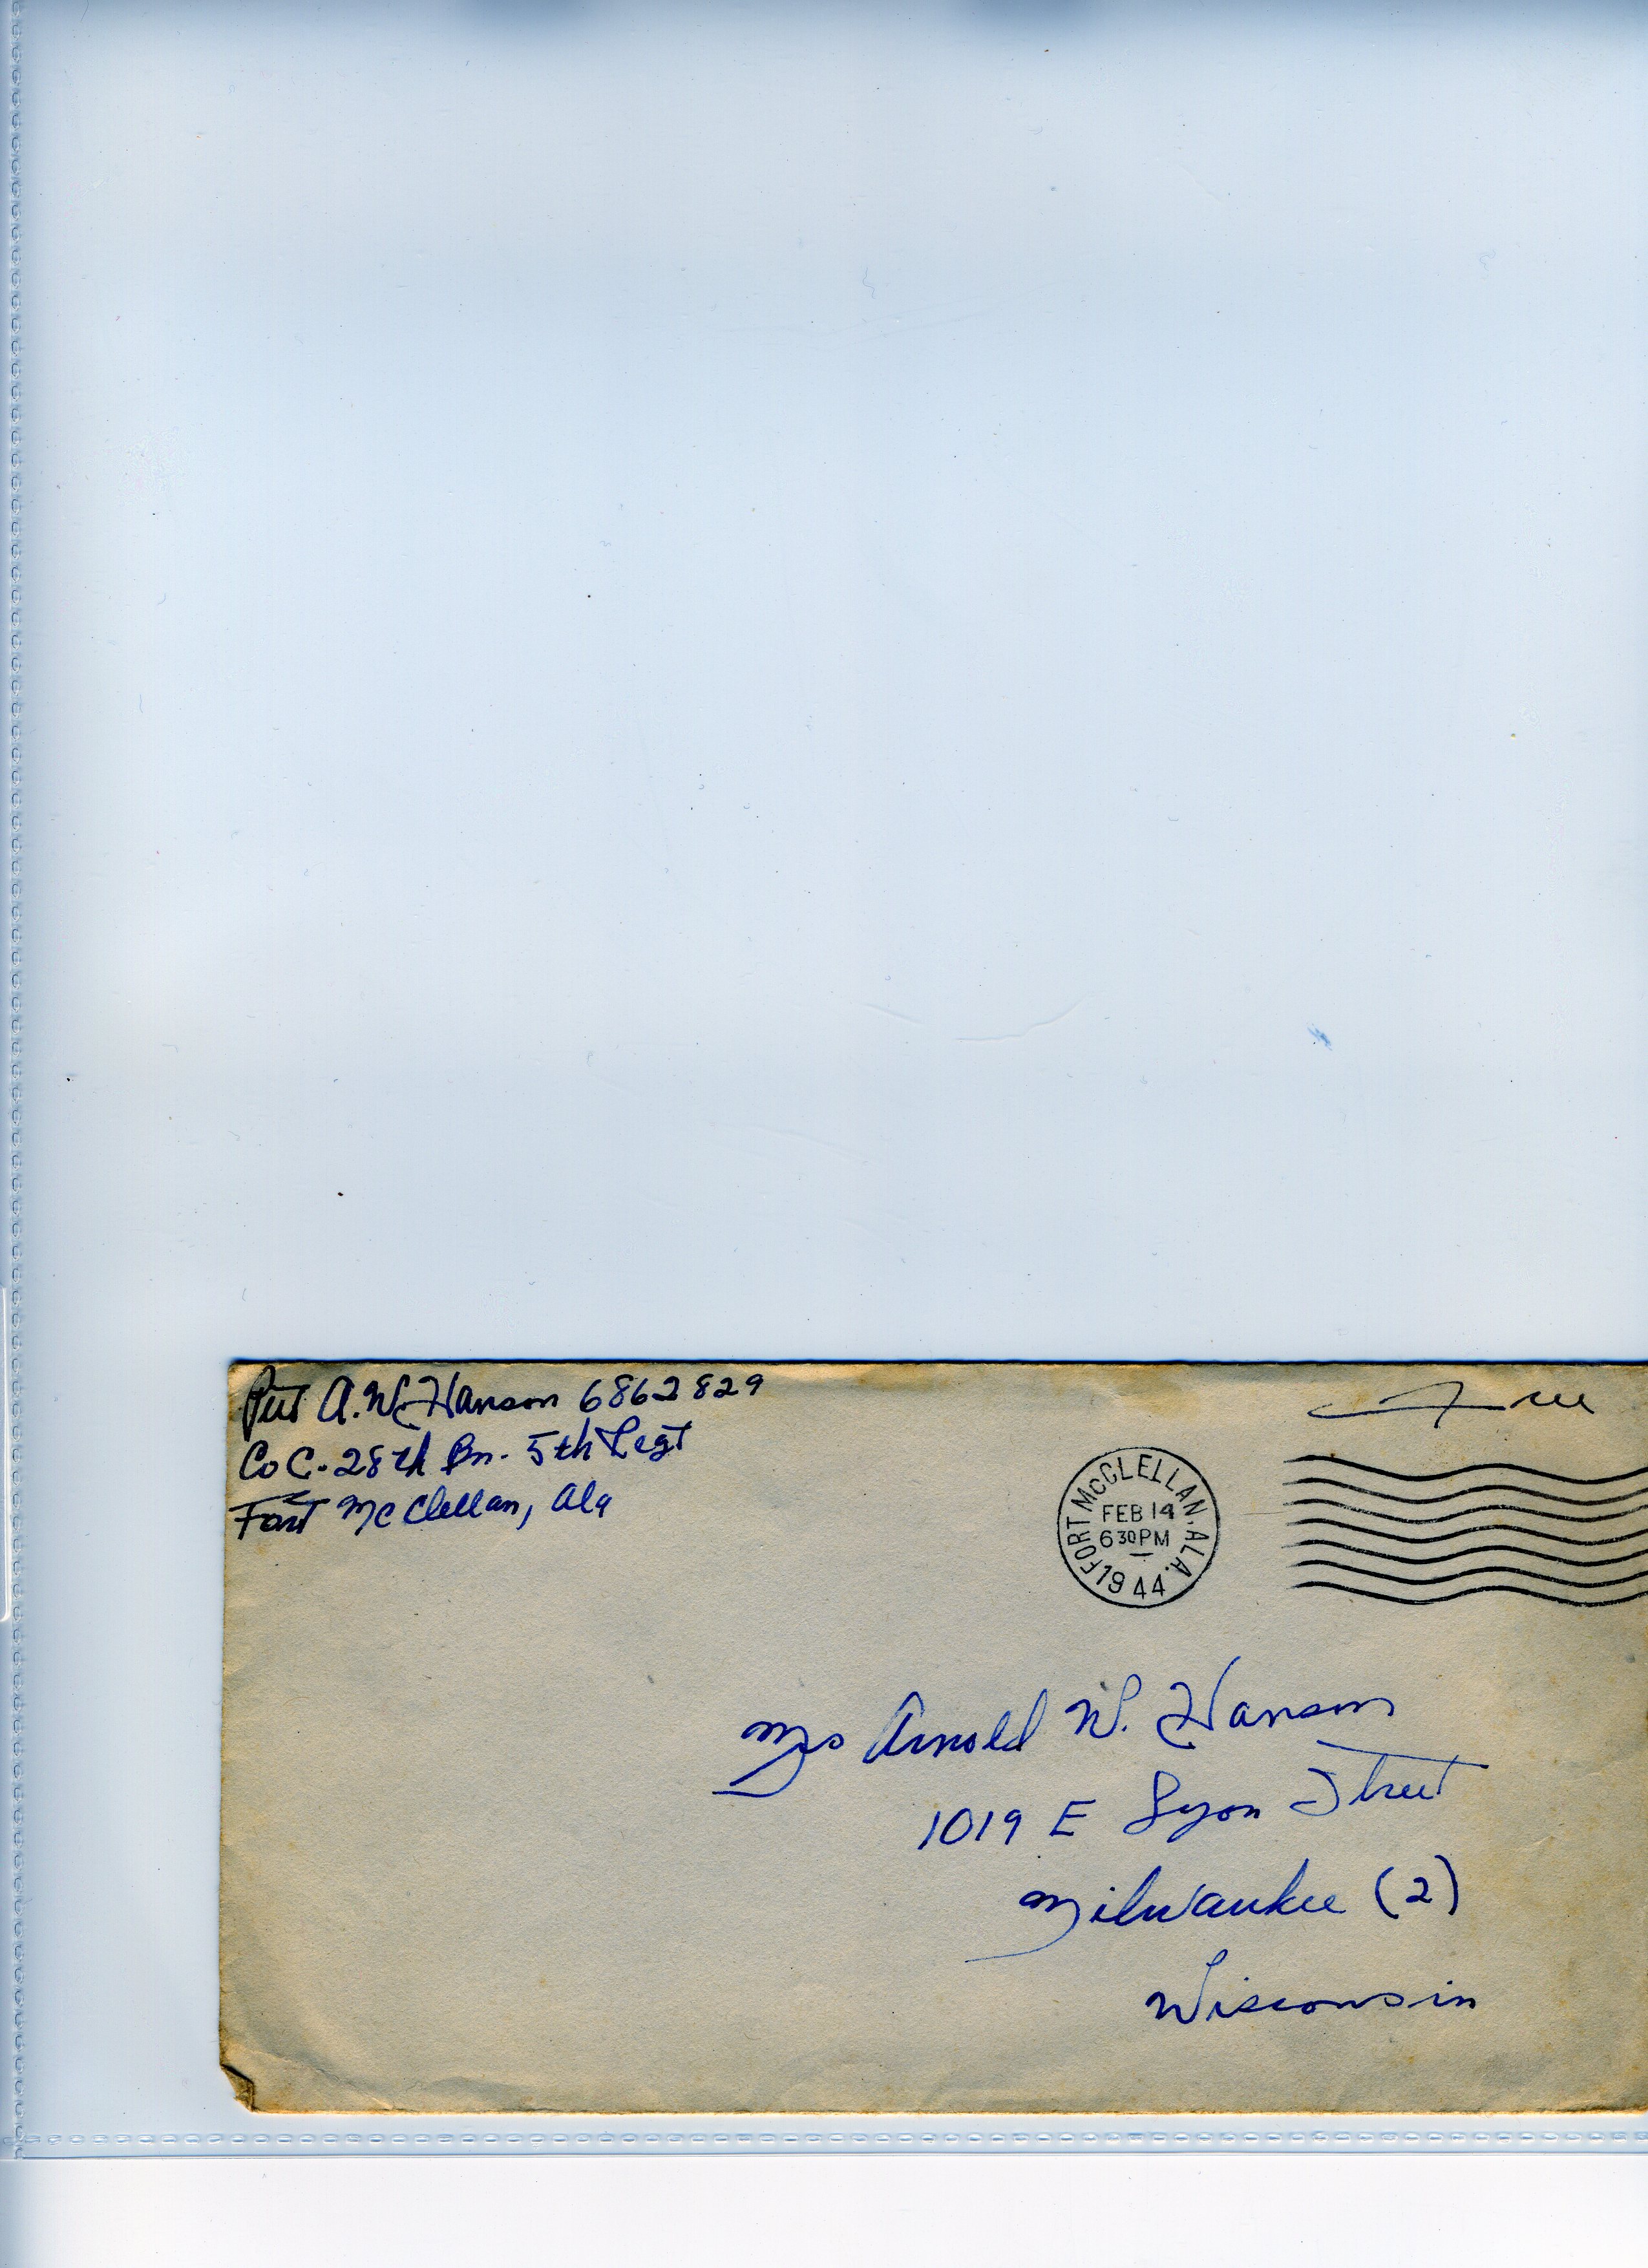 Pvt A. W. Hanson 6862829
Co C. 28th Bn. 5th Regt
Fort McClellan, Ala
Free
FORT McCLELLAN, ALA.
FEB 14
6 30 PM
1944
Mrs Arnold W. Hanson
1019 E Lyon Street
Milwaukee (2)
Wisconsin